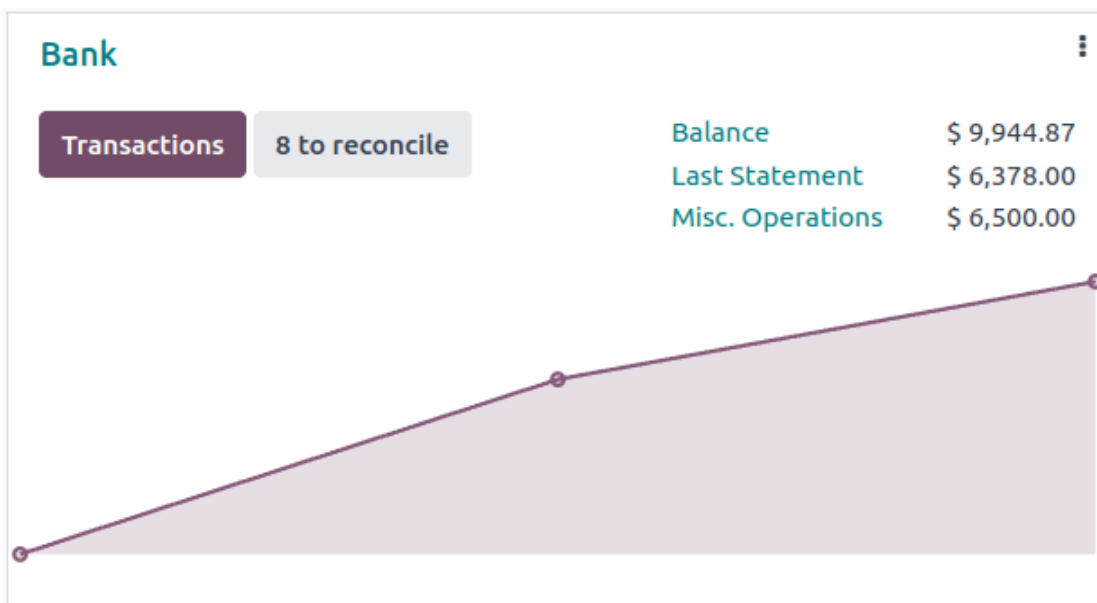 Bank
Transactions 8 to reconcile
Balance $ 9,944.87
Last Statement $ 6,378.00
Misc. Operations $ 6,500.00